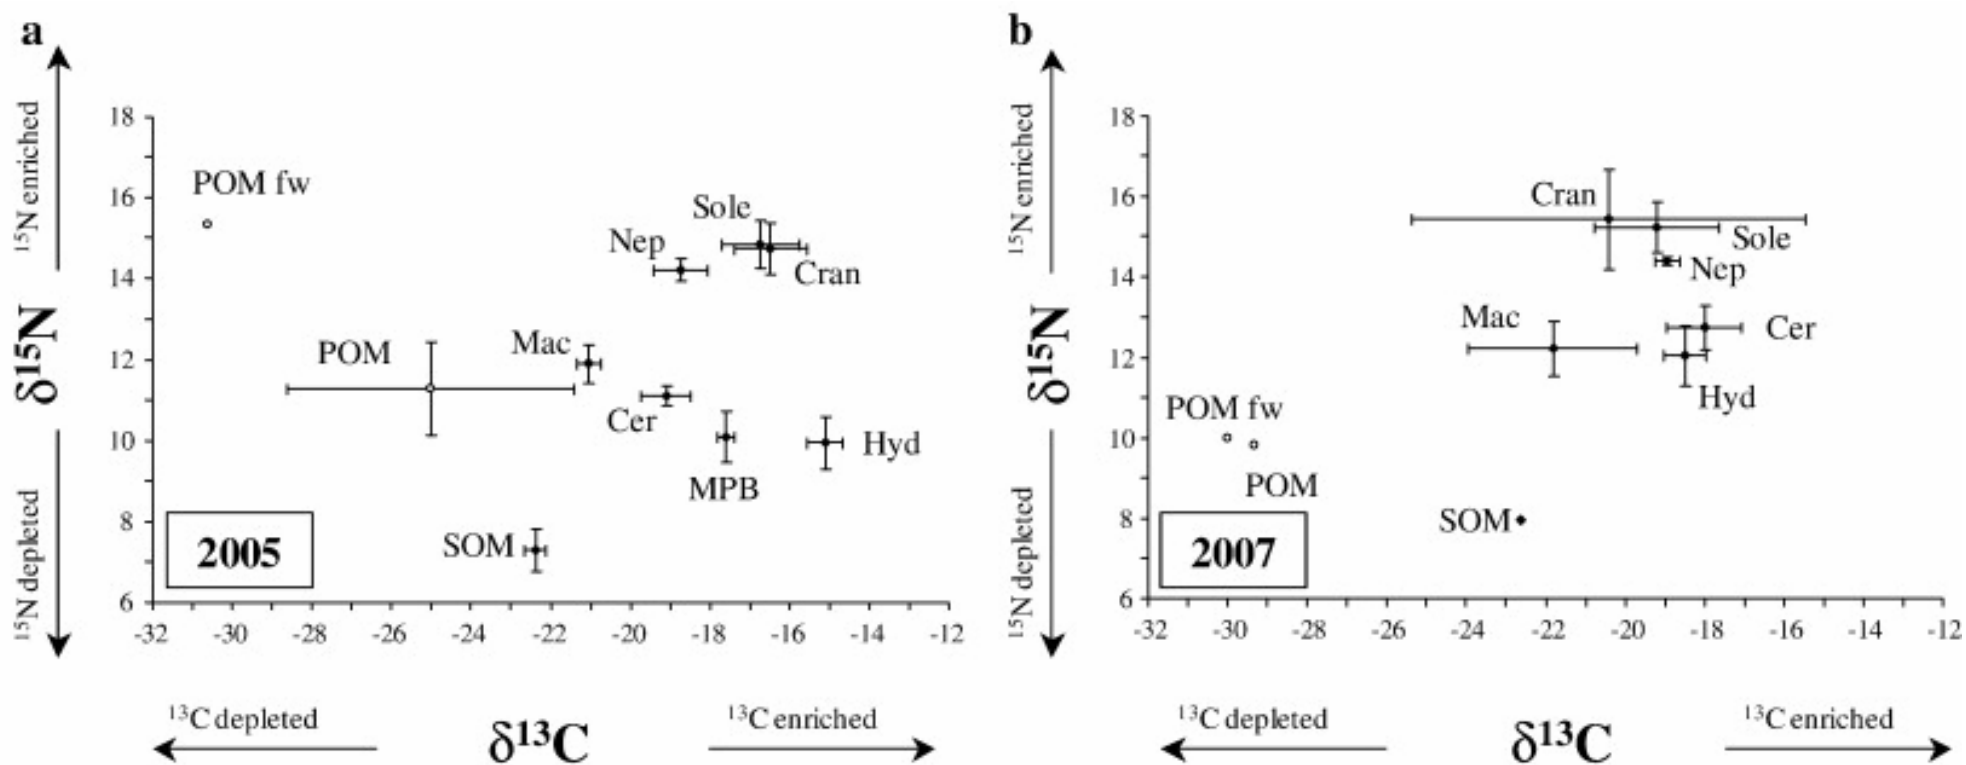 a
¹⁵N enriched
δ¹⁵N
¹⁵N depleted
18
16
14
12
10
8
6
POM fw
Sole
Nep
Cran
Mac
POM
Cer
Hyd
MPB
SOM
2005
-32 -30 -28 -26 -24 -22 -20 -18 -16 -14 -12
¹³C depleted
δ¹³C
¹³C enriched
b
¹⁵N enriched
δ¹⁵N
¹⁵N depleted
18
16
14
12
10
8
6
Cran
Sole
Nep
Mac
Cer
Hyd
POM fw
POM
SOM
2007
-32 -30 -28 -26 -24 -22 -20 -18 -16 -14 -12
¹³C depleted
δ¹³C
¹³C enriched